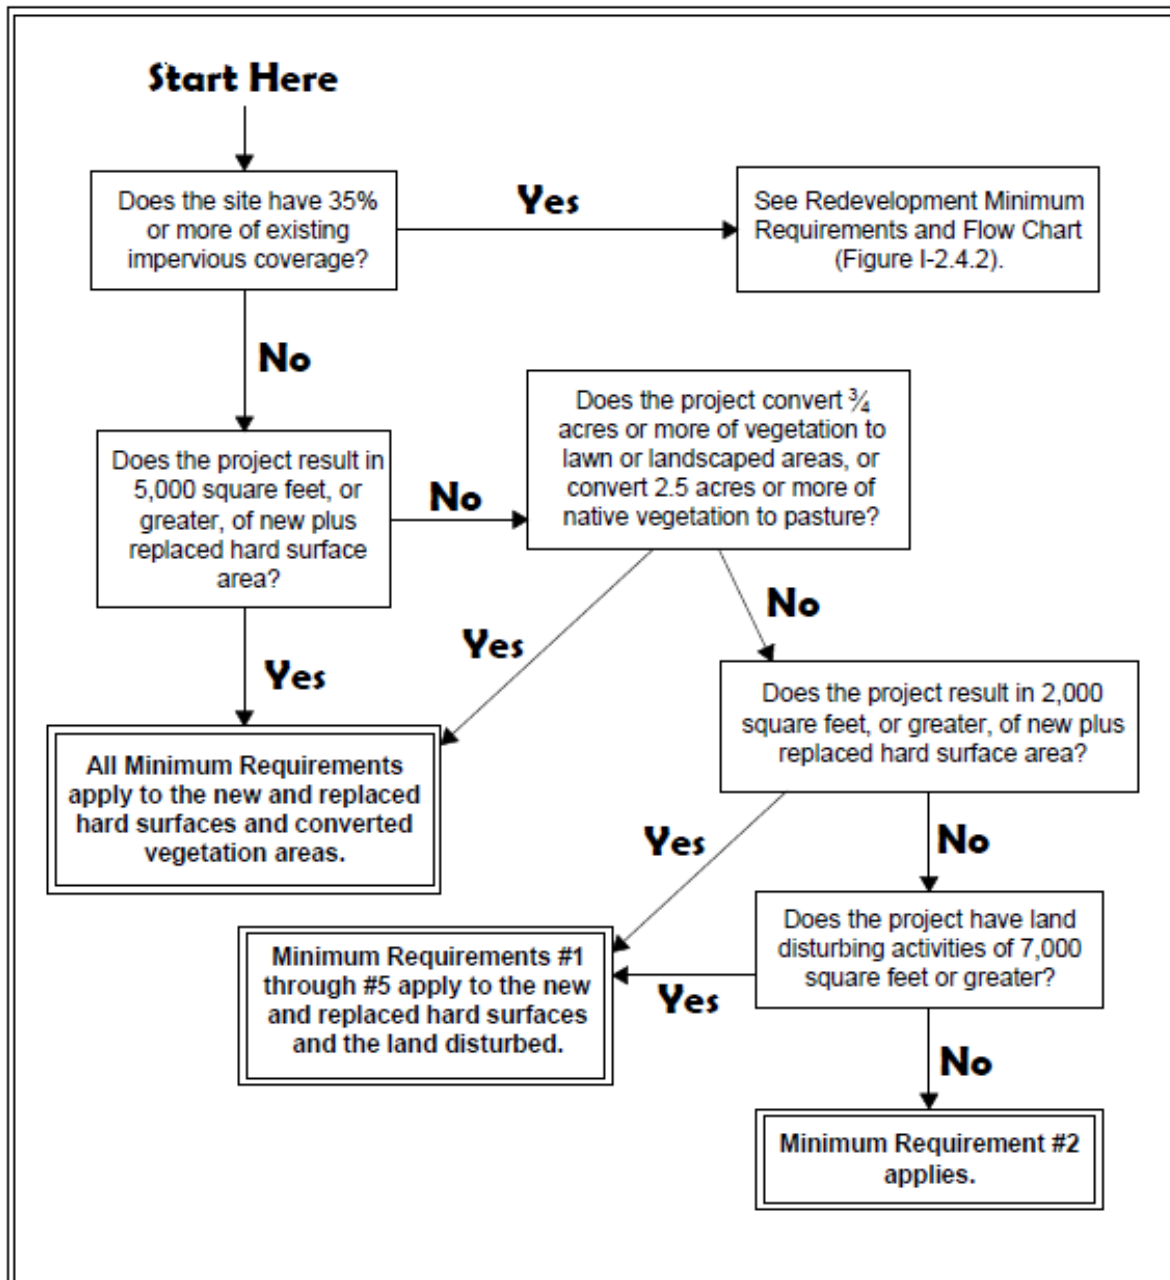 Start Here
Does the site have 35%
or more of existing
impervious coverage?
Yes
See Redevelopment Minimum
Requirements and Flow Chart
(Figure I-2.4.2).
No
Does the project result in
5,000 square feet, or
greater, of new plus
replaced hard surface
area?
No
Does the project convert ¾
acres or more of vegetation to
lawn or landscaped areas, or
convert 2.5 acres or more of
native vegetation to pasture?
Yes
Yes
No
All Minimum Requirements
apply to the new and replaced
hard surfaces and converted
vegetation areas.
Does the project result in 2,000
square feet, or greater, of new plus
replaced hard surface area?
Yes
No
Minimum Requirements #1
through #5 apply to the new
and replaced hard surfaces
and the land disturbed.
Yes
Does the project have land
disturbing activities of 7,000
square feet or greater?
No
Minimum Requirement #2
applies.